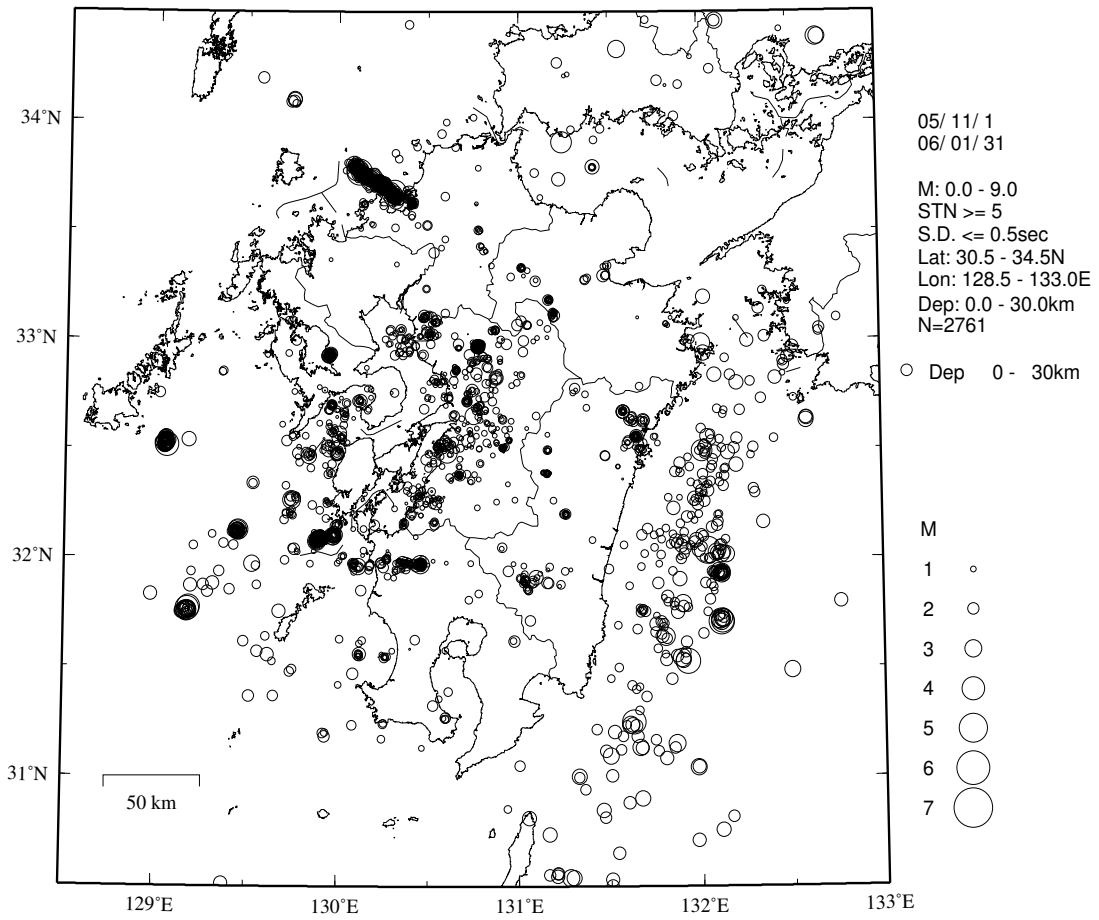 34˚N
33˚N
32˚N
31˚N
50 km
129˚E
130˚E
131˚E
132˚E
133˚E
05/ 11/ 1
06/ 01/ 31
M: 0.0 - 9.0
STN >= 5
S.D. <= 0.5sec
Lat: 30.5 - 34.5N
Lon: 128.5 - 133.0E
Dep: 0.0 - 30.0km
N=2761
Dep 0 - 30km
M
1
2
3
4
5
6
7